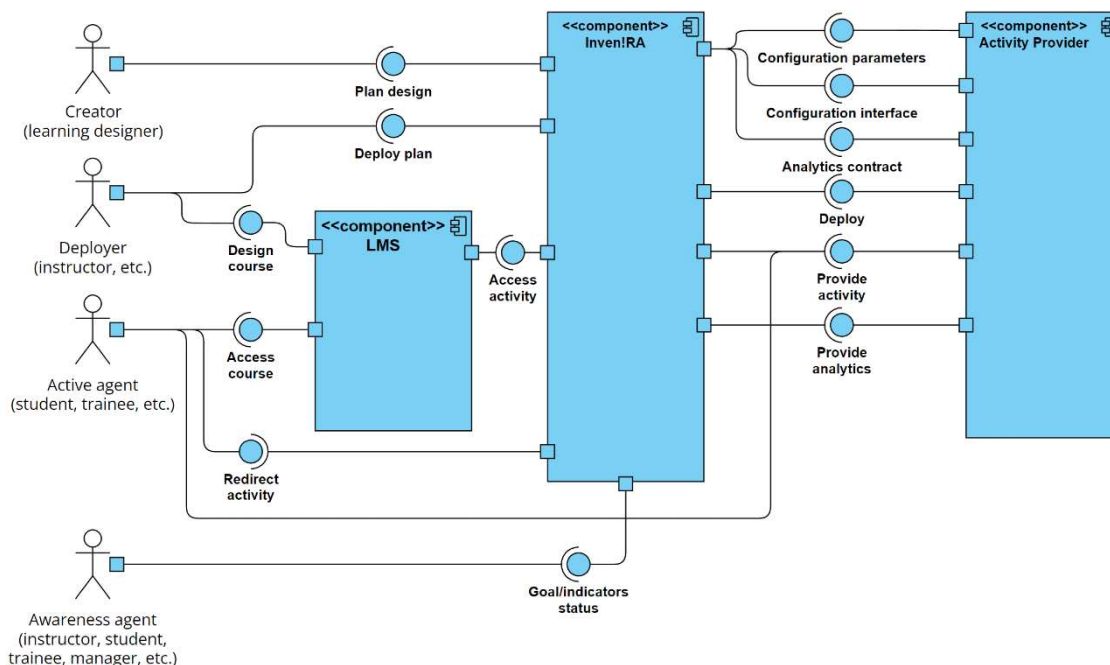 <<component>>
Inven!RA
<<component>>
Activity Provider
Creator
(learning designer)
Plan design
Configuration parameters
Configuration interface
Deploy plan
Analytics contract
Deployer
(instructor, etc.)
Design
course
<<component>>
LMS
Access
activity
Deploy
Provide
activity
Active agent
(student, trainee, etc.)
Access
course
Provide
analytics
Redirect
activity
Awareness agent
(instructor, student,
trainee, manager, etc.)
Goal/indicators
status